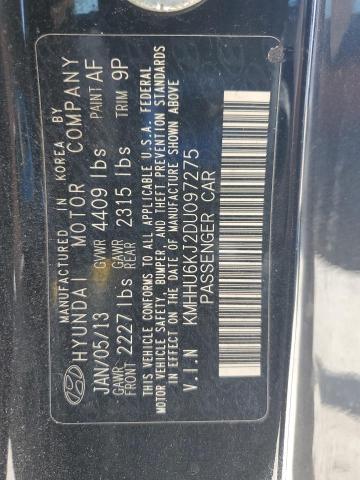 MANUFACTURED IN KOREA BY
HYUNDAI MOTOR COMPANY
JAN/05/13 GVWR 4409 lbs PAINT AF
GAWR FRONT 2227 lbs GAWR REAR 2315 lbs TRIM 9P
THIS VEHICLE CONFORMS TO ALL APPLICABLE U.S.A. FEDERAL
MOTOR VEHICLE SAFETY, BUMPER, AND THEFT PREVENTION STANDARDS
IN EFFECT ON THE DATE OF MANUFACTURE SHOWN ABOVE
V.I.N KMHHU6KJ2DU097275
PASSENGER CAR